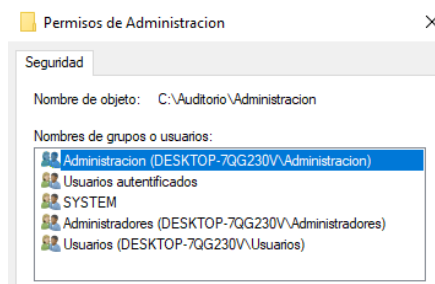 Permisos de Administracion
Seguridad
Nombre de objeto: C:\Auditorio\Administracion
Nombres de grupos o usuarios:
Administracion (DESKTOP-7QG230V\Administracion)
Usuarios autentificados
SYSTEM
Administradores (DESKTOP-7QG230V\Administradores)
Usuarios (DESKTOP-7QG230V\Usuarios)